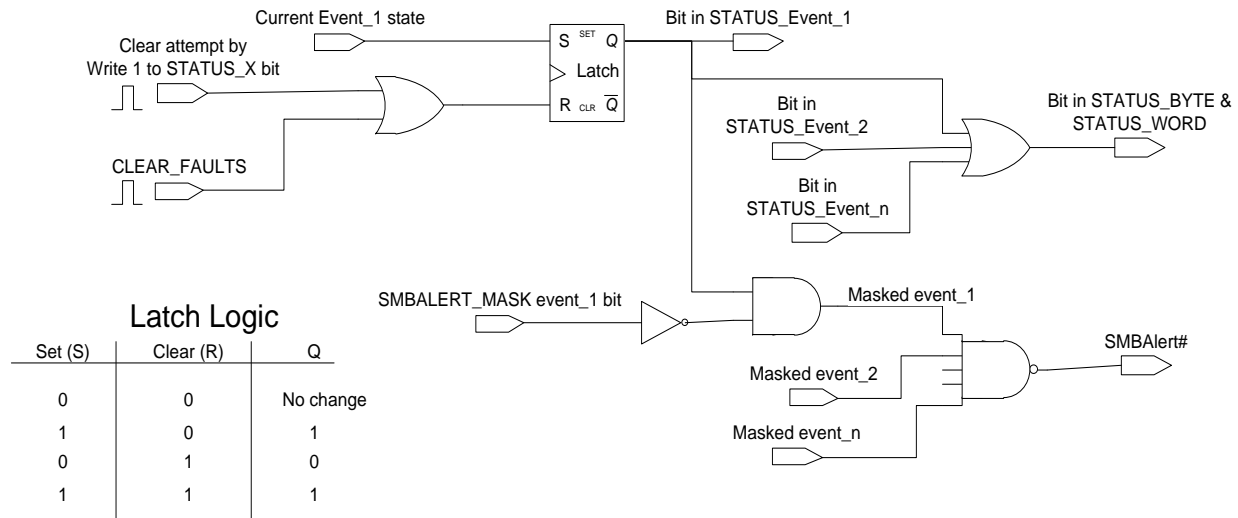 Current Event_1 state
Bit in STATUS_Event_1
Clear attempt by
Write 1 to STATUS_X bit
S SET Q
Latch
R CLR Q
CLEAR_FAULTS
Bit in
STATUS_Event_2
Bit in STATUS_BYTE &
STATUS_WORD
Bit in
STATUS_Event_n
SMBALERT_MASK event_1 bit
Masked event_1
SMBAlert#
Masked event_2
Masked event_n
Latch Logic
Set (S) Clear (R) Q
0 0 No change
1 0 1
0 1 0
1 1 1